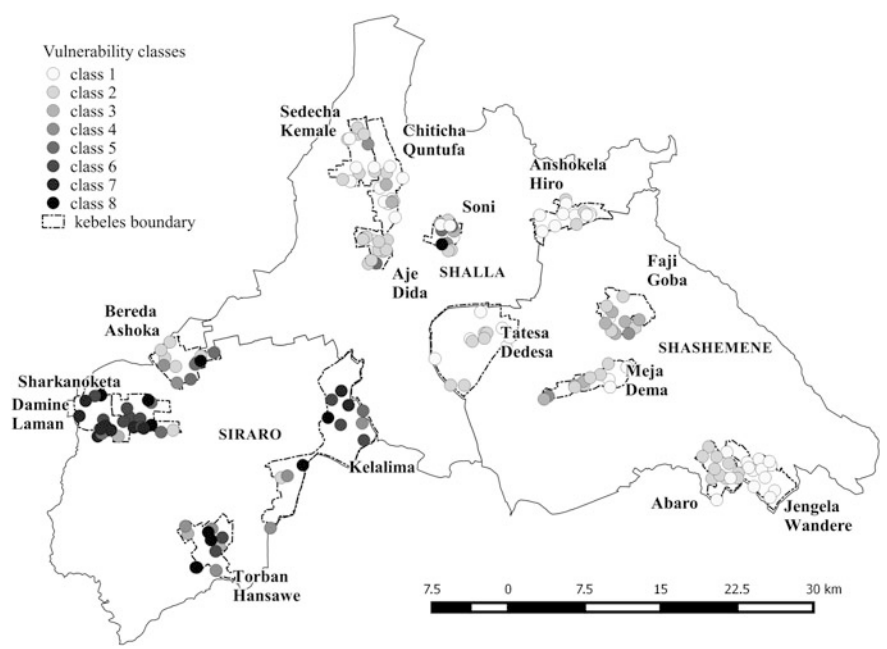 Vulnerability classes
class 1
class 2
class 3
class 4
class 5
class 6
class 7
class 8
kebeles boundary
Sedecha
Kemale
Chiticha
Quntufa
Anshokela
Hiro
Soni
SHALLA
Aje
Dida
Faji
Goba
Bereda
Ashoka
Tatesa
Dedesa
SHASHEMENE
Meja
Dema
Sharkanoketa
Damine
Laman
SIRARO
Kelalima
Abaro
Jengela
Wandere
Torban
Hansawe
7.5 0 7.5 15 22.5 30 km